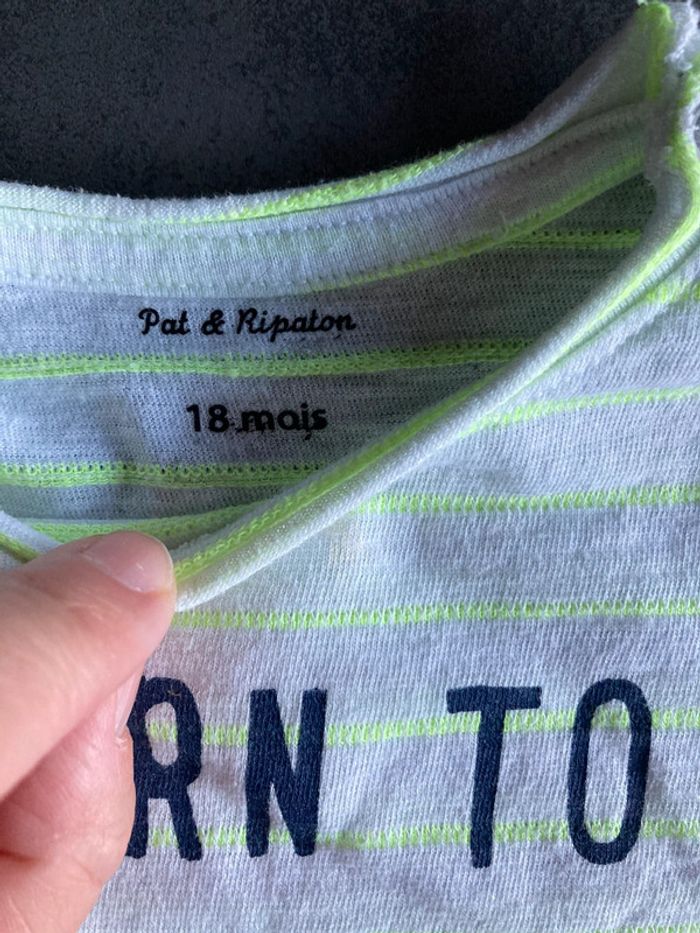 Pat & Ripaton
18 mois
RN TO